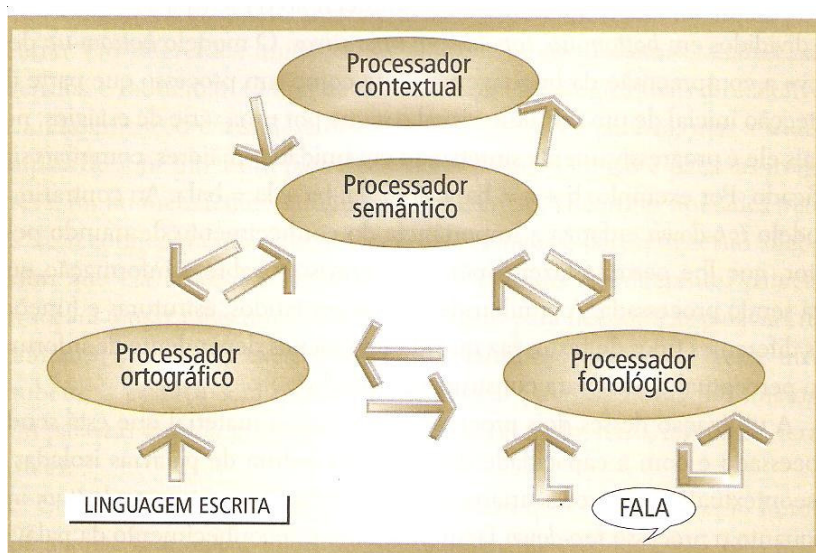 Processador
contextual
Processador
semântico
Processador
ortográfico
Processador
fonológico
LINGUAGEM ESCRITA
FALA